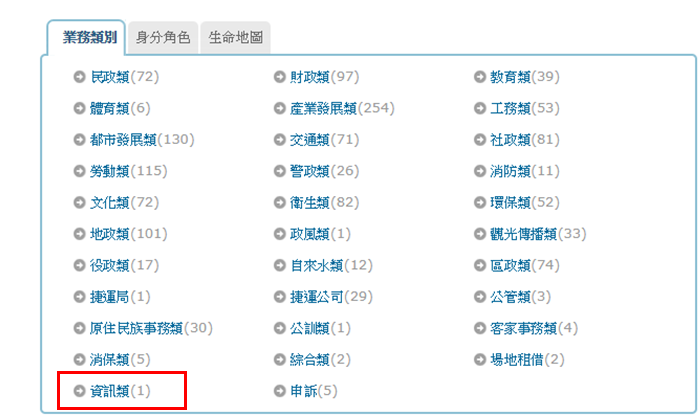 業務類別 身分角色 生命地圖
民政類(72) 財政類(97) 教育類(39)
體育類(6) 產業發展類(254) 工務類(53)
都市發展類(130) 交通類(71) 社政類(81)
勞動類(115) 警政類(26) 消防類(11)
文化類(72) 衛生類(82) 環保類(52)
地政類(101) 政風類(1) 觀光傳播類(33)
役政類(17) 自來水類(12) 區政類(74)
捷運局(1) 捷運公司(29) 公管類(3)
原住民族事務類(30) 公訓類(1) 客家事務類(4)
消保類(5) 綜合類(2) 場地租借(2)
資訊類(1) 申訴(5)